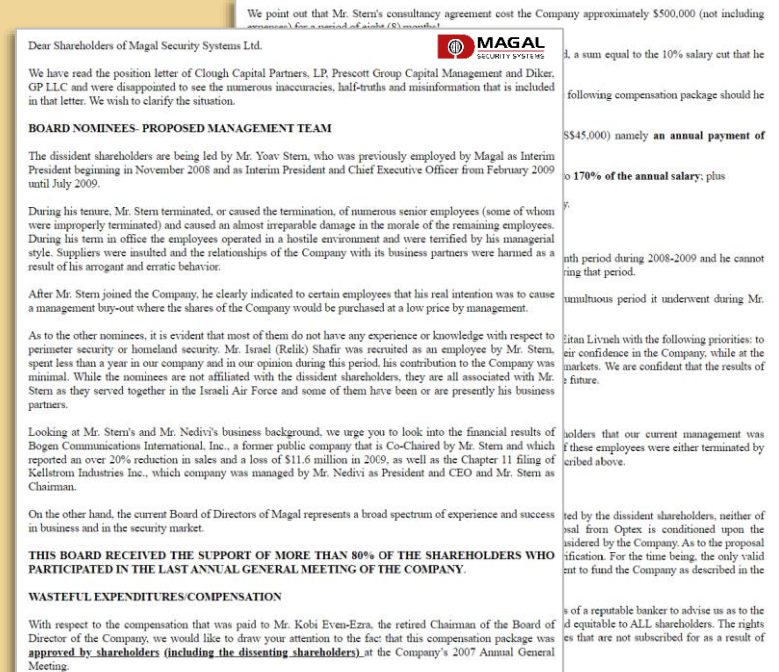 We point out that Mr. Stern's consultancy agreement cost the Company approximately $500,000 (not including
expenses) for a period of eight (8) months!
Dear Shareholders of Magal Security Systems Ltd.
MAGAL
SECURITY SYSTEMS
We have read the position letter of Clough Capital Partners, LP, Prescott Group Capital Management and Diker,
GP LLC and were disappointed to see the numerous inaccuracies, half-truths and misinformation that is included
in that letter. We wish to clarify the situation.
BOARD NOMINEES- PROPOSED MANAGEMENT TEAM
The dissident shareholders are being led by Mr. Yoav Stern, who was previously employed by Magal as Interim
President beginning in November 2008 and as Interim President and Chief Executive Officer from February 2009
until July 2009.
During his tenure, Mr. Stern terminated, or caused the termination, of numerous senior employees (some of whom
were improperly terminated) and caused an almost irreparable damage in the morale of the remaining employees.
During his term in office the employees operated in a hostile environment and were terrified by his managerial
style. Suppliers were insulted and the relationships of the Company with its business partners were harmed as a
result of his arrogant and erratic behavior.
After Mr. Stern joined the Company, he clearly indicated to certain employees that his real intention was to cause
a management buy-out where the shares of the Company would be purchased at a low price by management.
As to the other nominees, it is evident that most of them do not have any experience or knowledge with respect to
perimeter security or homeland security. Mr. Israel (Relik) Shafir was recruited as an employee by Mr. Stern,
spent less than a year in our company and in our opinion during this period, his contribution to the Company was
minimal. While the nominees are not affiliated with the dissident shareholders, they are all associated with Mr.
Stern as they served together in the Israeli Air Force and some of them have been or are presently his business
partners.
Looking at Mr. Stern's and Mr. Nedivi's business background, we urge you to look into the financial results of
Bogen Communications International, Inc., a former public company that is Co-Chaired by Mr. Stern and which
reported an over 20% reduction in sales and a loss of $11.6 million in 2009, as well as the Chapter 11 filing of
Kellstrom Industries Inc., which company was managed by Mr. Nedivi as President and CEO and Mr. Stern as
Chairman.
On the other hand, the current Board of Directors of Magal represents a broad spectrum of experience and success
in business and in the security market.
THIS BOARD RECEIVED THE SUPPORT OF MORE THAN 80% OF THE SHAREHOLDERS WHO
PARTICIPATED IN THE LAST ANNUAL GENERAL MEETING OF THE COMPANY.
WASTEFUL EXPENDITURES/COMPENSATION
With respect to the compensation that was paid to Mr. Kobi Even-Ezra, the retired Chairman of the Board of
Director of the Company, we would like to draw your attention to the fact that this compensation package was
approved by shareholders (including the dissenting shareholders) at the Company's 2007 Annual General
Meeting.
d, a sum equal to the 10% salary cut that he
following compensation package should he
S$45,000) namely an annual payment of
o 170% of the annual salary; plus
y.
nth period during 2008-2009 and he cannot
ring that period.
umultuous period it underwent during Mr.
Eitan Livneh with the following priorities: to
eir confidence in the Company, while at the
markets. We are confident that the results of
e future.
holders that our current management was
f these employees were either terminated by
cribed above.
ted by the dissident shareholders, neither of
osal from Optex is conditioned upon the
nsidered by the Company. As to the proposal
ification. For the time being, the only valid
ent to fund the Company as described in the
s of a reputable banker to advise us as to the
d equitable to ALL shareholders. The rights
es that are not subscribed for as a result of